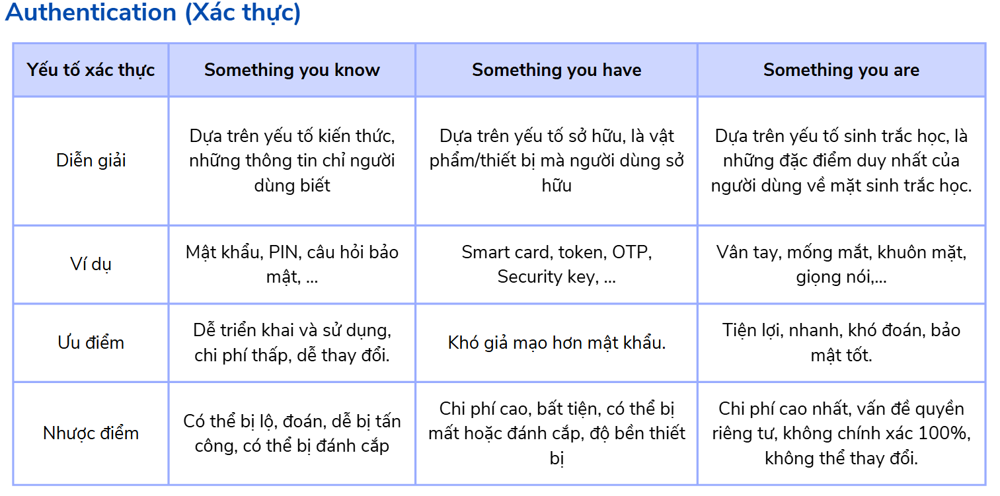 Authentication (Xác thực)
Yếu tố xác thực
Something you know
Something you have
Something you are
Diễn giải
Dựa trên yếu tố kiến thức,
những thông tin chỉ người
dùng biết
Dựa trên yếu tố sở hữu, là vật
phẩm/thiết bị mà người dùng sở
hữu
Dựa trên yếu tố sinh trắc học, là
những đặc điểm duy nhất của
người dùng về mặt sinh trắc học.
Ví dụ
Mật khẩu, PIN, câu hỏi bảo
mật, ...
Smart card, token, OTP,
Security key, ...
Vân tay, mống mắt, khuôn mặt,
giọng nói,...
Ưu điểm
Dễ triển khai và sử dụng,
chi phí thấp, dễ thay đổi.
Khó giả mạo hơn mật khẩu.
Tiện lợi, nhanh, khó đoán, bảo
mật tốt.
Nhược điểm
Có thể bị lộ, đoán, dễ bị tấn
công, có thể bị đánh cắp
Chi phí cao, bất tiện, có thể bị
mất hoặc đánh cắp, độ bền thiết
bị
Chi phí cao nhất, vấn đề quyền
riêng tư, không chính xác 100%,
không thể thay đổi.